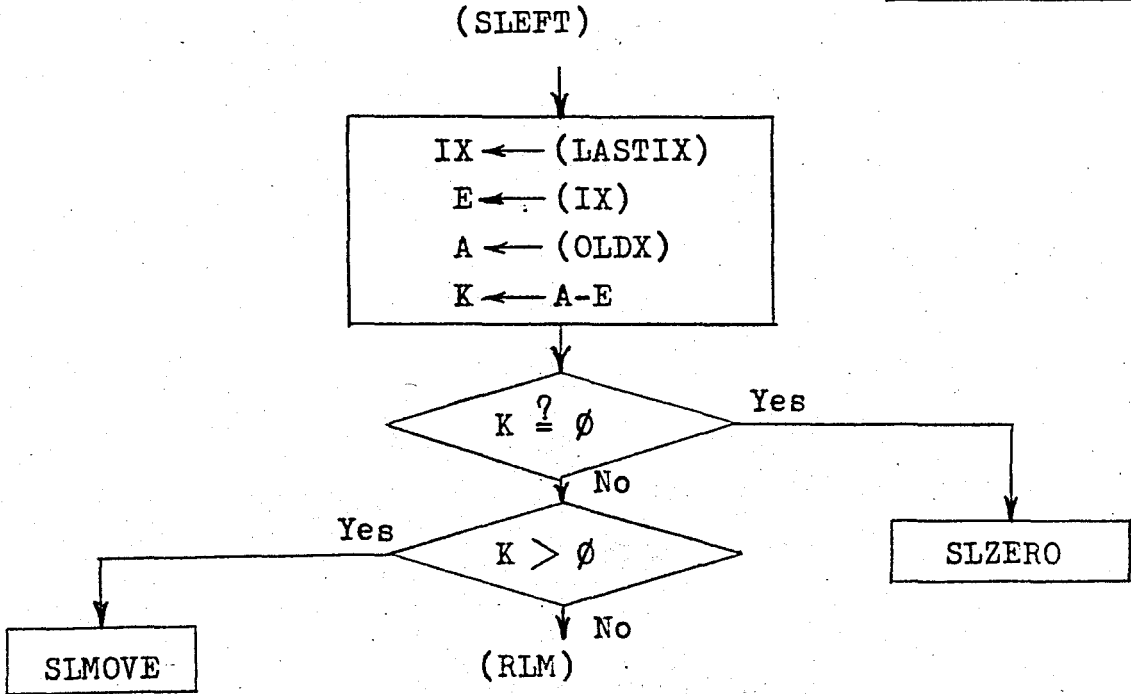 (SLEFT)
IX ← (LASTIX)
E ← (IX)
A ← (OLDX)
K ← A-E
K ≟ ø
Yes
No
Yes
K > ø
SLZERO
No
SLMOVE
(RLM)